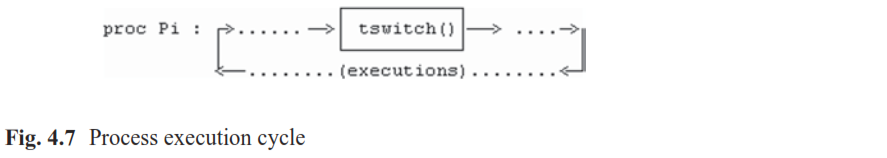 proc Pi : ...... tswitch() ....
........(executions)........
Fig. 4.7 Process execution cycle